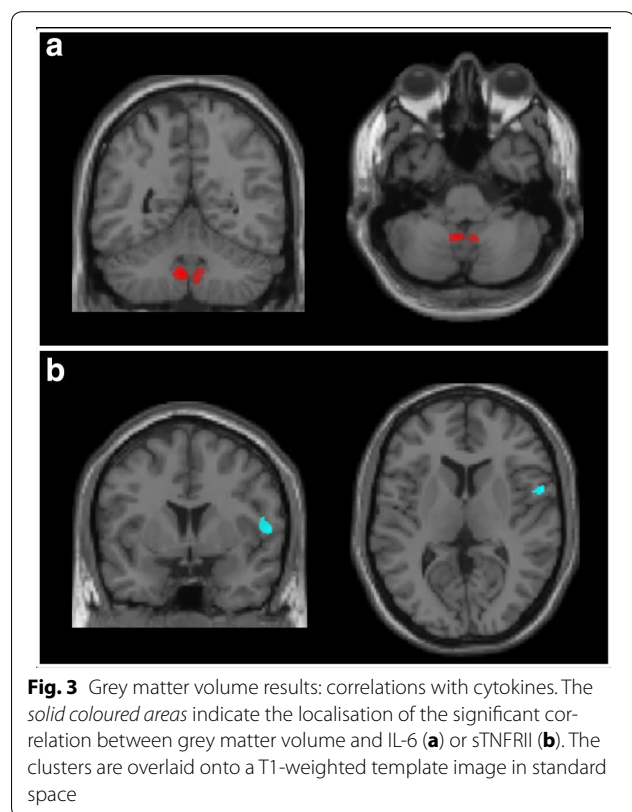 a
b
Fig. 3 Grey matter volume results: correlations with cytokines. The
solid coloured areas indicate the localisation of the significant cor-
relation between grey matter volume and IL-6 (a) or sTNFRII (b). The
clusters are overlaid onto a T1-weighted template image in standard
space